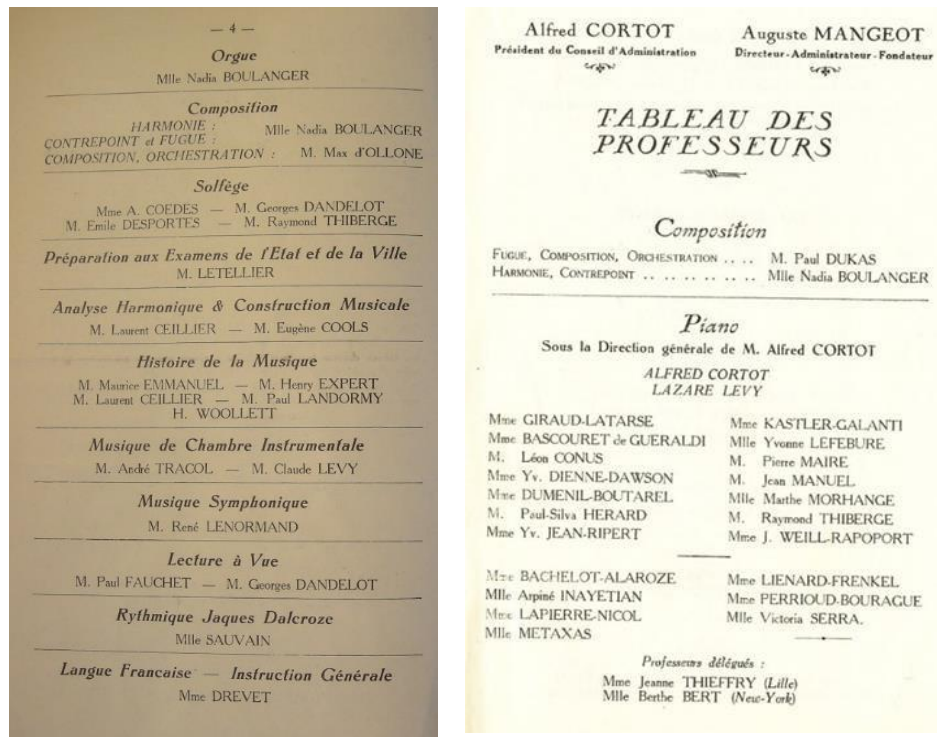 — 4 —
Orgue
Mlle Nadia BOULANGER
Composition
HARMONIE :
CONTREPOINT et FUGUE :
Mlle Nadia BOULANGER
COMPOSITION, ORCHESTRATION : M. Max d'OLLONE
Solfège
Mme A. COEDES — M. Georges DANDELOT
M. Emile DESPORTES — M. Raymond THIBERGE
Préparation aux Examens de l'Etat et de la Ville
M. LETELLIER
Analyse Harmonique & Construction Musicale
M. Laurent CEILLIER — M. Eugène COOLS
Histoire de la Musique
M. Maurice EMMANUEL — M. Henry EXPERT
M. Laurent CEILLIER — M. Paul LANDORMY
H. WOOLLETT
Musique de Chambre Instrumentale
M. André TRACOL — M. Claude LEVY
Musique Symphonique
M. René LENORMAND
Lecture à Vue
M. Paul FAUCHET — M. Georges DANDELOT
Rythmique Jaques Dalcroze
Mlle SAUVAIN
Langue Francaise — Instruction Générale
Mme DREVET
Alfred CORTOT
Président du Conseil d'Administration
Auguste MANGEOT
Directeur-Administrateur-Fondateur
TABLEAU DES
PROFESSEURS
Composition
FUGUE, COMPOSITION, ORCHESTRATION .... M. Paul DUKAS
HARMONIE, CONTREPOINT .. .. .. .. .. .. Mlle Nadia BOULANGER
Piano
Sous la Direction générale de M. Alfred CORTOT
ALFRED CORTOT
LAZARE LEVY
Mme GIRAUD-LATARSE
Mme BASCOURET de GUERALDI
M. Léon CONUS
Mme Yv. DIENNE-DAWSON
Mme DUMENIL-BOUTAREL
M. Paul-Silva HERARD
Mme Yv. JEAN-RIPERT
Mme KASTLER-GALANTI
Mlle Yvonne LEFEBURE
M. Pierre MAIRE
M. Jean MANUEL
Mlle Marthe MORHANGE
M. Raymond THIBERGE
Mme J. WEILL-RAPOPORT
Mme BACHELOT-ALAROZE
Mlle Arpiné INAYETIAN
Mme LAPIERRE-NICOL
Mlle METAXAS
Mme LIENARD-FRENKEL
Mme PERRIOUD-BOURAGUE
Mlle Victoria SERRA.
Professeurs délégués :
Mme Jeanne THIEFFRY (Lille)
Mlle Berthe BERT (New-York)